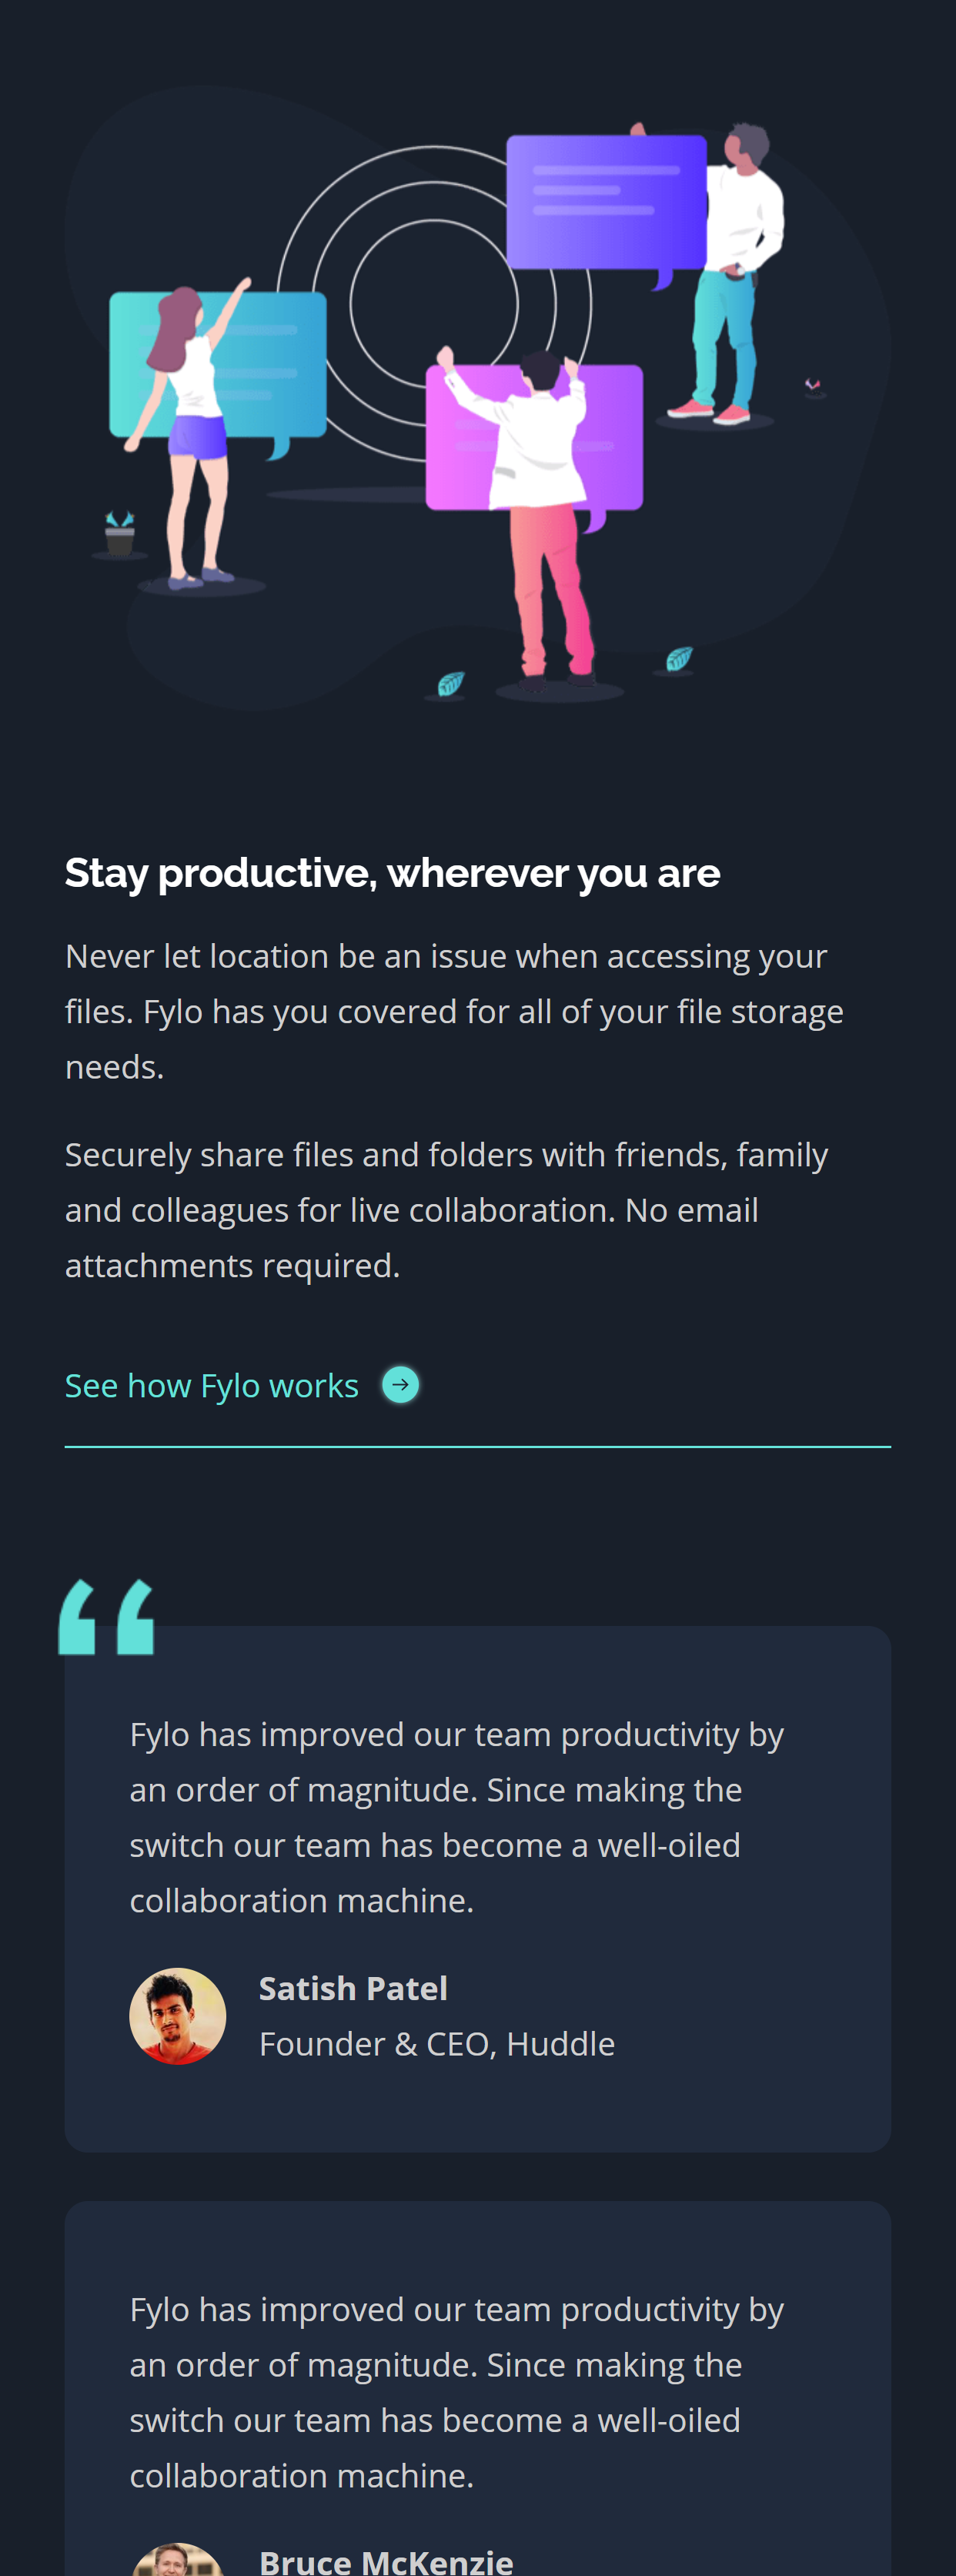 Stay productive, wherever you are
Never let location be an issue when accessing your
files. Fylo has you covered for all of your file storage
needs.
Securely share files and folders with friends, family
and colleagues for live collaboration. No email
attachments required.
See how Fylo works
Fylo has improved our team productivity by
an order of magnitude. Since making the
switch our team has become a well-oiled
collaboration machine.
Satish Patel
Founder & CEO, Huddle
Fylo has improved our team productivity by
an order of magnitude. Since making the
switch our team has become a well-oiled
collaboration machine.
Bruce McKenzie